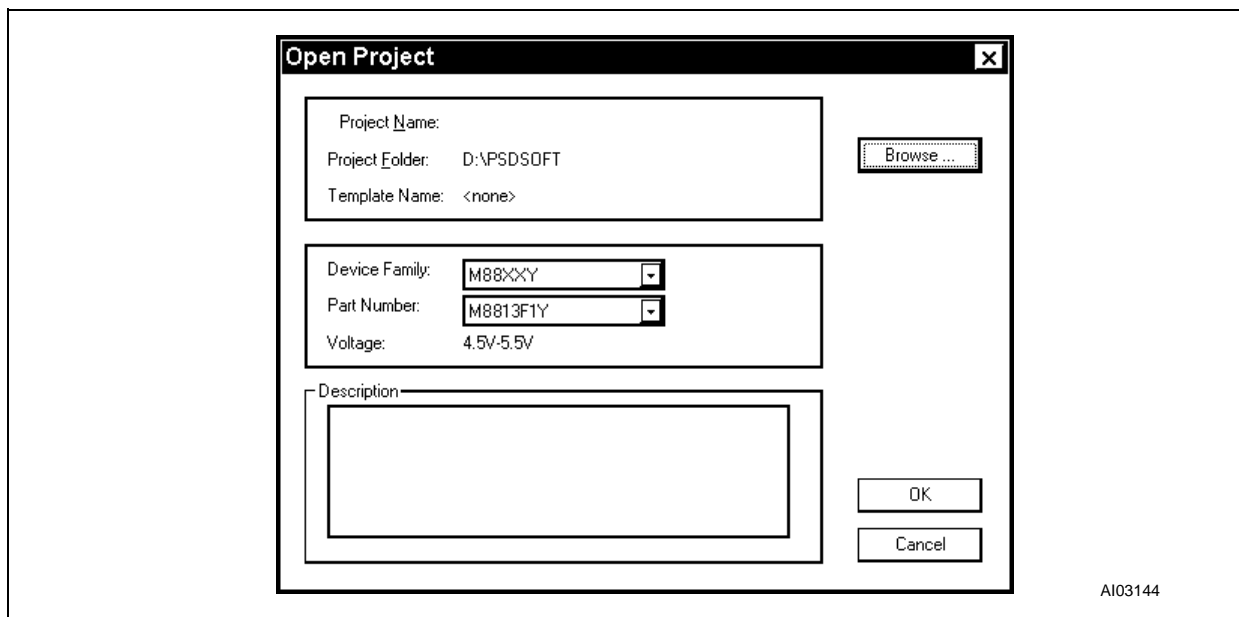 Open Project
Project Name:
Browse ...
Project Folder: D:\PSDSOFT
Template Name: <none>
Device Family: M88XXY
Part Number: M8813F1Y
Voltage: 4.5V-5.5V
Description
OK
Cancel
AI03144